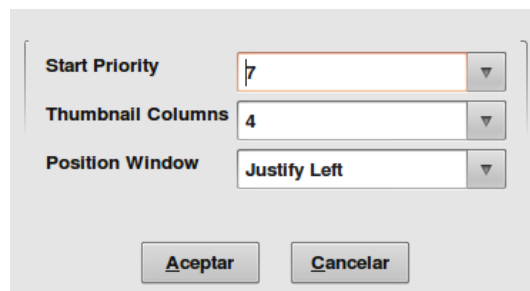 Start Priority 7
Thumbnail Columns 4
Position Window Justify Left
Aceptar Cancelar